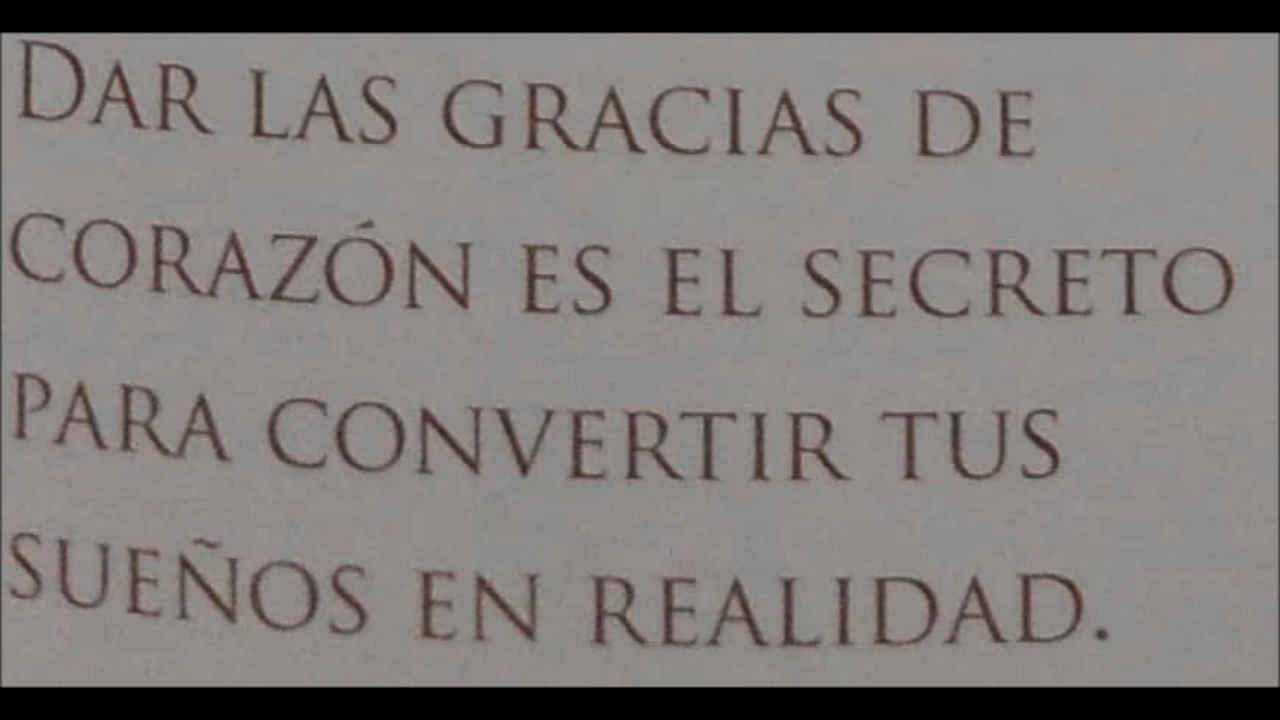 DAR LAS GRACIAS DE
CORAZÓN ES EL SECRETO
PARA CONVERTIR TUS
SUEÑOS EN REALIDAD.